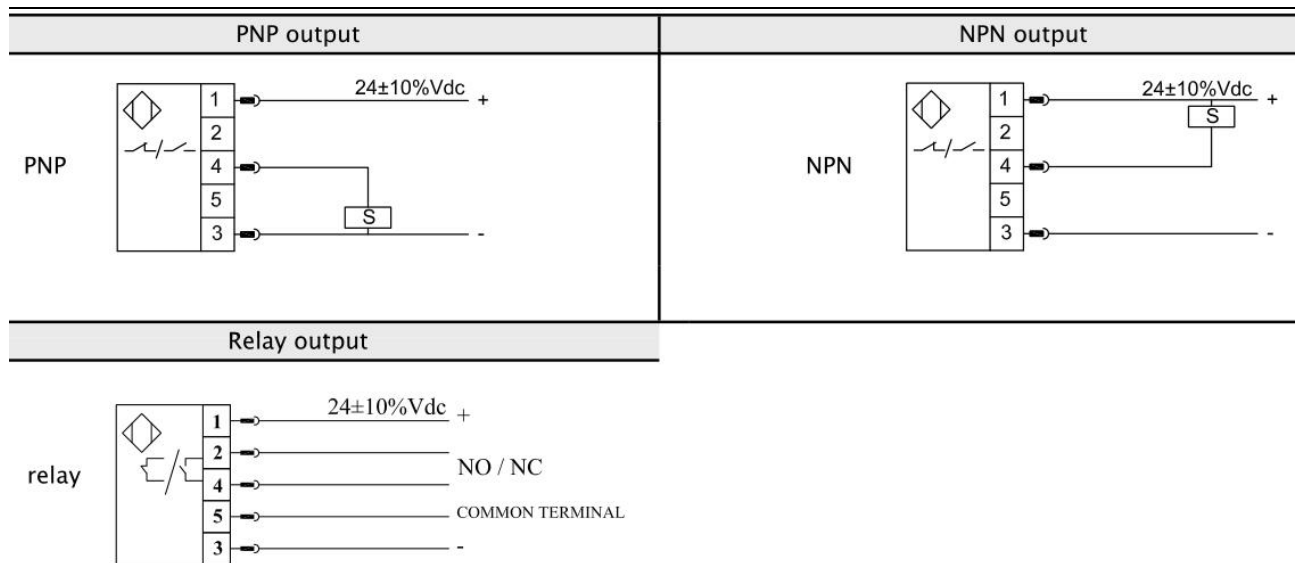 PNP output
NPN output
PNP
1
2
4
5
3
24±10%Vdc +
S
-
NPN
1
2
4
5
3
24±10%Vdc +
S
-
Relay output
relay
1
2
4
5
3
24±10%Vdc +
NO / NC
COMMON TERMINAL
-